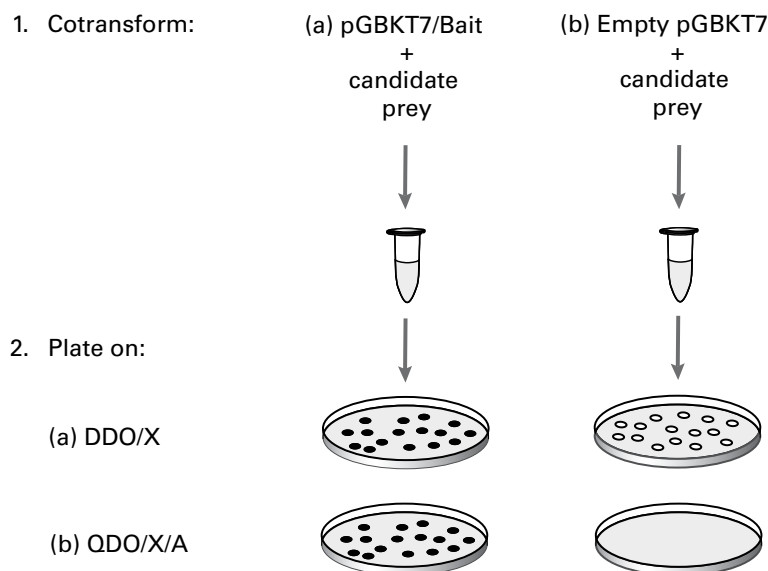 1. Cotransform:
(a) pGBKT7/Bait
+
candidate
prey
(b) Empty pGBKT7
+
candidate
prey
2. Plate on:
(a) DDO/X
(b) QDO/X/A